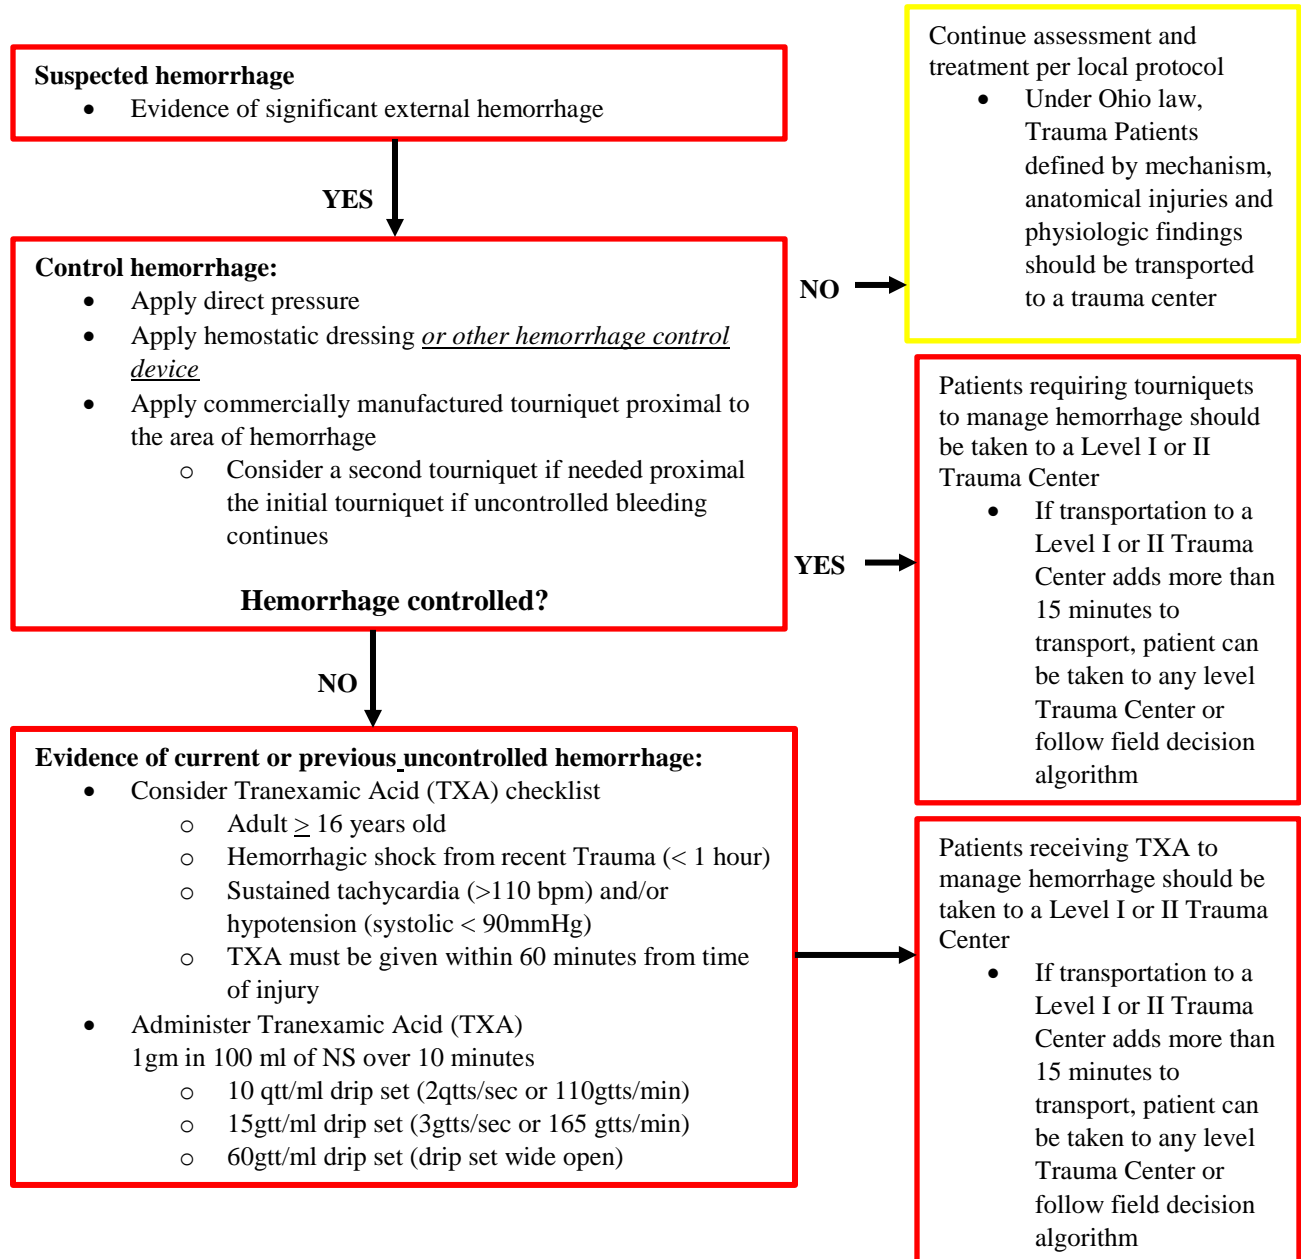 Suspected hemorrhage
• Evidence of significant external hemorrhage
YES
Control hemorrhage:
• Apply direct pressure
• Apply hemostatic dressing or other hemorrhage control
device
• Apply commercially manufactured tourniquet proximal to
the area of hemorrhage
o Consider a second tourniquet if needed proximal
the initial tourniquet if uncontrolled bleeding
continues
Hemorrhage controlled?
NO
Continue assessment and
treatment per local protocol
• Under Ohio law,
Trauma Patients
defined by mechanism,
anatomical injuries and
physiologic findings
should be transported
to a trauma center
YES
Patients requiring tourniquets
to manage hemorrhage should
be taken to a Level I or II
Trauma Center
• If transportation to a
Level I or II Trauma
Center adds more than
15 minutes to
transport, patient can
be taken to any level
Trauma Center or
follow field decision
algorithm
NO
Evidence of current or previous uncontrolled hemorrhage:
• Consider Tranexamic Acid (TXA) checklist
o Adult ≥ 16 years old
o Hemorrhagic shock from recent Trauma (< 1 hour)
o Sustained tachycardia (>110 bpm) and/or
hypotension (systolic < 90mmHg)
o TXA must be given within 60 minutes from time
of injury
• Administer Tranexamic Acid (TXA)
1gm in 100 ml of NS over 10 minutes
o 10 qtt/ml drip set (2qtts/sec or 110gtts/min)
o 15gtt/ml drip set (3gtts/sec or 165 gtts/min)
o 60gtt/ml drip set (drip set wide open)
Patients receiving TXA to
manage hemorrhage should be
taken to a Level I or II Trauma
Center
• If transportation to a
Level I or II Trauma
Center adds more than
15 minutes to
transport, patient can
be taken to any level
Trauma Center or
follow field decision
algorithm